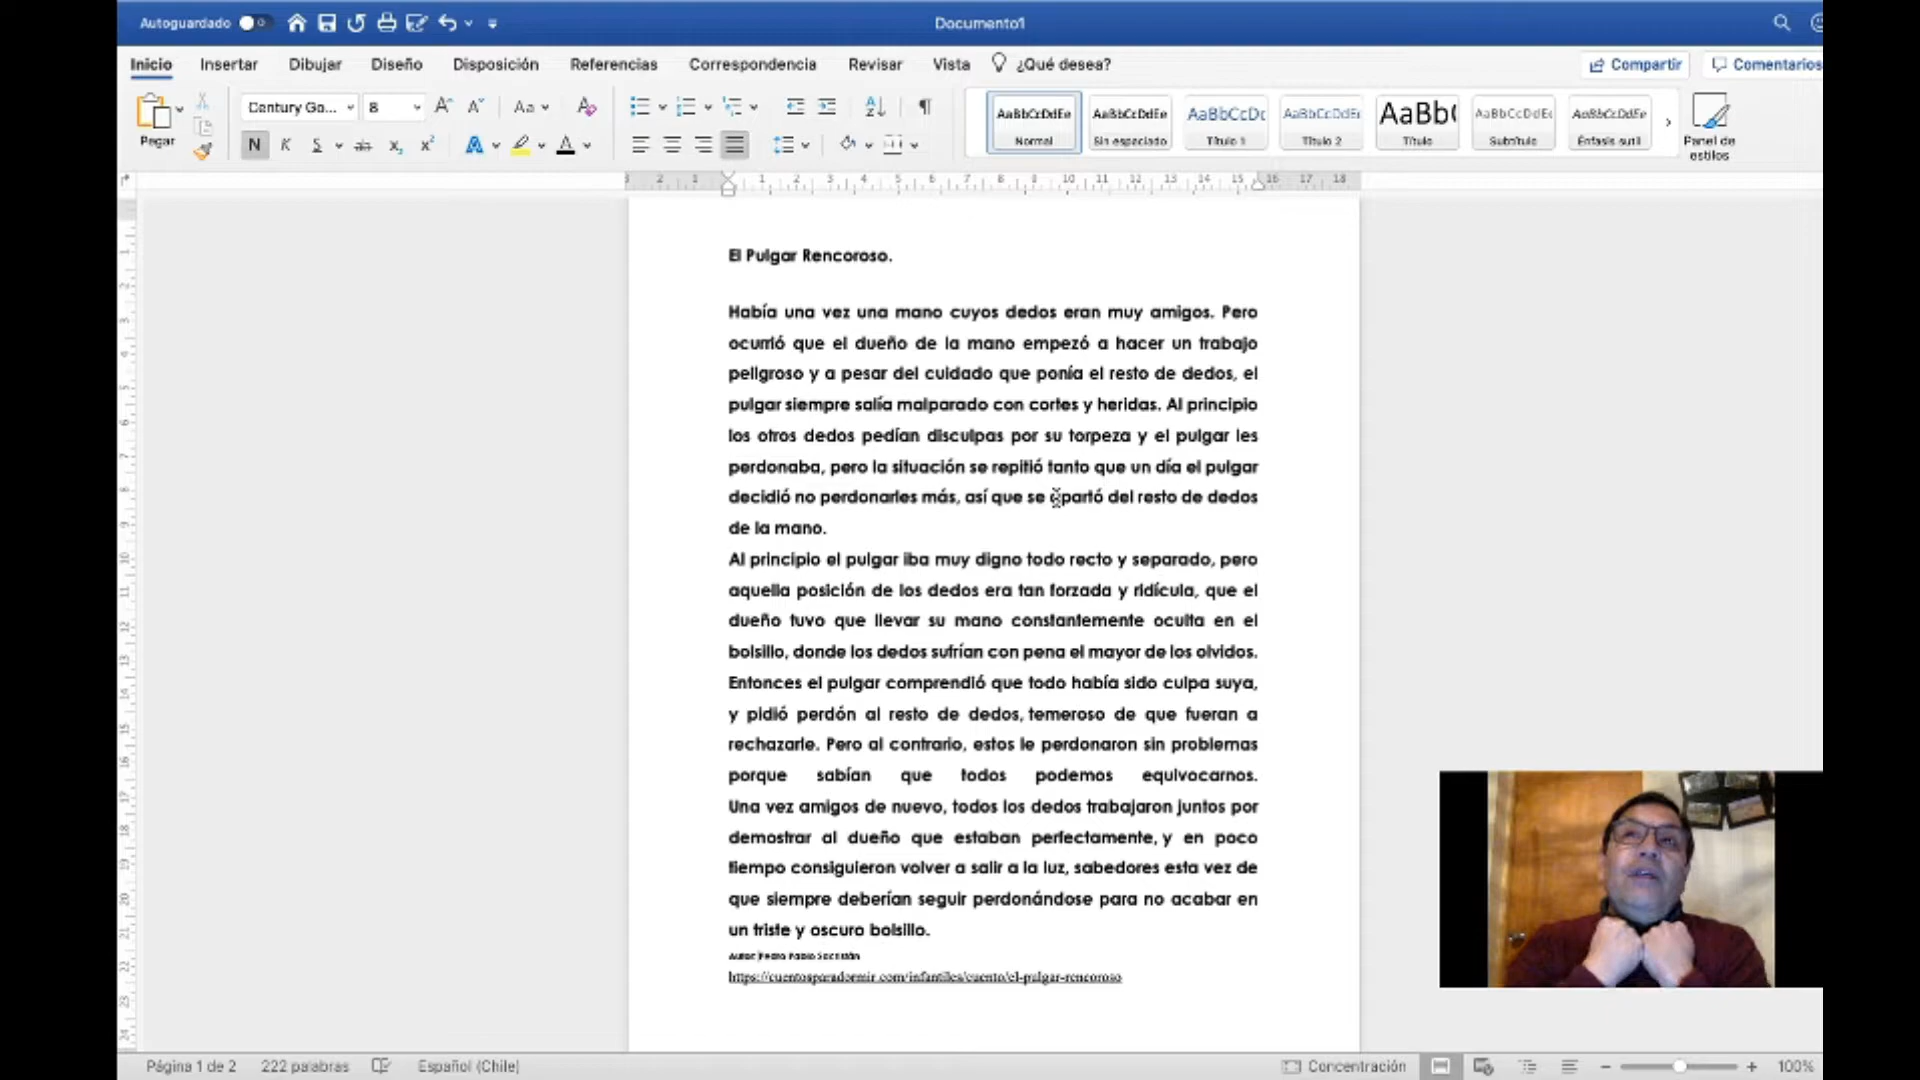 Autoguardado
Documento1
Inicio Insertar Dibujar Diseño Disposición Referencias Correspondencia Revisar Vista ¿Qué desea? Compartir Comentarios
Pegar
Century Go... 8
Aa
N K S ab x₂ x²
AaBbCcDdEe Normal
AaBbCcDdEe Sin espaciado
AaBbCcDc Título 1
AaBbCcDdEe Título 2
AaBb( Título
AaBbCcDdEe Subtítulo
AaBbCcDdEe Énfasis sutil
Panel de estilos
El Pulgar Rencoroso.
Había una vez una mano cuyos dedos eran muy amigos. Pero
ocurrió que el dueño de la mano empezó a hacer un trabajo
peligroso y a pesar del cuidado que ponía el resto de dedos, el
pulgar siempre salía malparado con cortes y heridas. Al principio
los otros dedos pedían disculpas por su torpeza y el pulgar les
perdonaba, pero la situación se repitió tanto que un día el pulgar
decidió no perdonarles más, así que se apartó del resto de dedos
de la mano.
Al principio el pulgar iba muy digno todo recto y separado, pero
aquella posición de los dedos era tan forzada y ridícula, que el
dueño tuvo que llevar su mano constantemente oculta en el
bolsillo, donde los dedos sufrían con pena el mayor de los olvidos.
Entonces el pulgar comprendió que todo había sido culpa suya,
y pidió perdón al resto de dedos, temeroso de que fueran a
rechazarle. Pero al contrario, estos le perdonaron sin problemas
porque sabían que todos podemos equivocarnos.
Una vez amigos de nuevo, todos los dedos trabajaron juntos por
demostrar al dueño que estaban perfectamente, y en poco
tiempo consiguieron volver a salir a la luz, sabedores esta vez de
que siempre deberían seguir perdonándose para no acabar en
un triste y oscuro bolsillo.
Autor: Pedro Pablo Sacristán
https://cuentosparadormir.com/infantiles/cuento/el-pulgar-rencoroso
Página 1 de 2 222 palabras Español (Chile) Concentración 100%